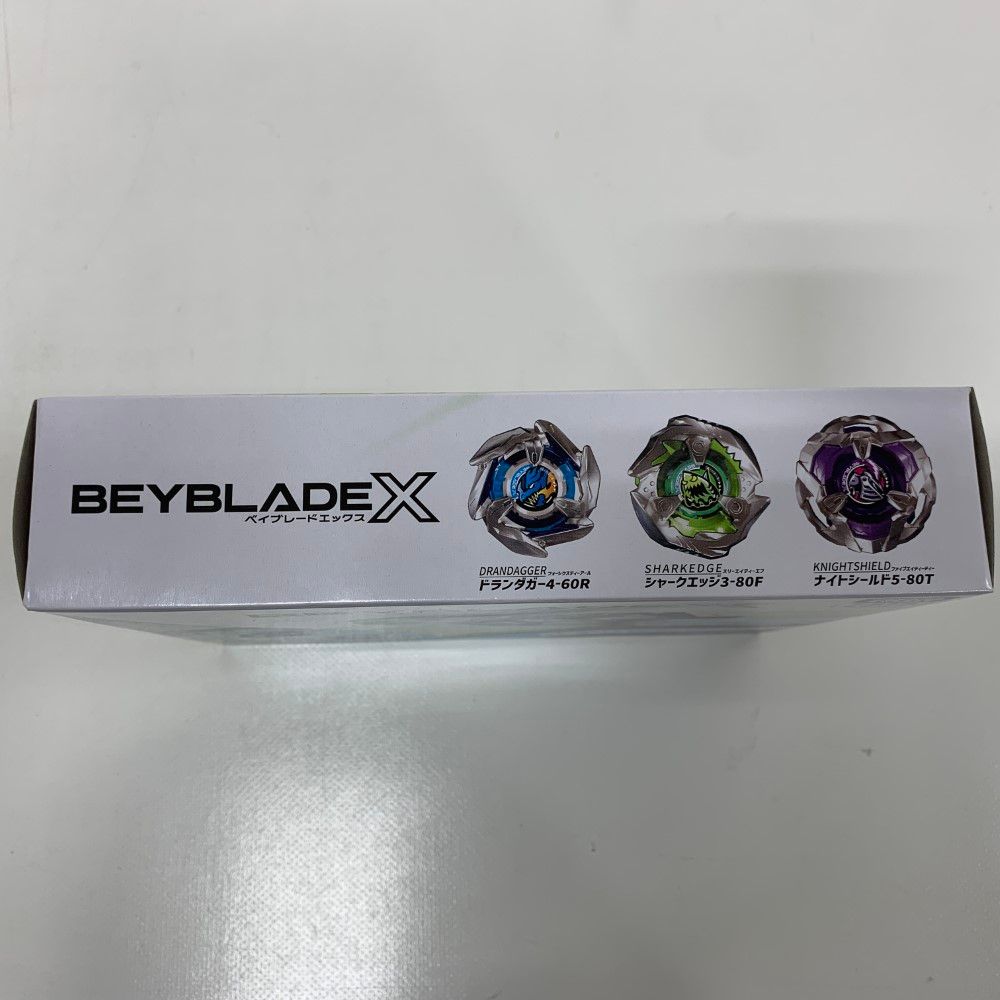 BEYBLADE X
ベイブレードエックス
DRANDAGGER フォーシックスティーアール
ドランダガー4-60R
SHARKEDGE スリーエイティーエフ
シャークエッジ3-80F
KNIGHTSHIELD ファイブエイティーティー
ナイトシールド5-80T